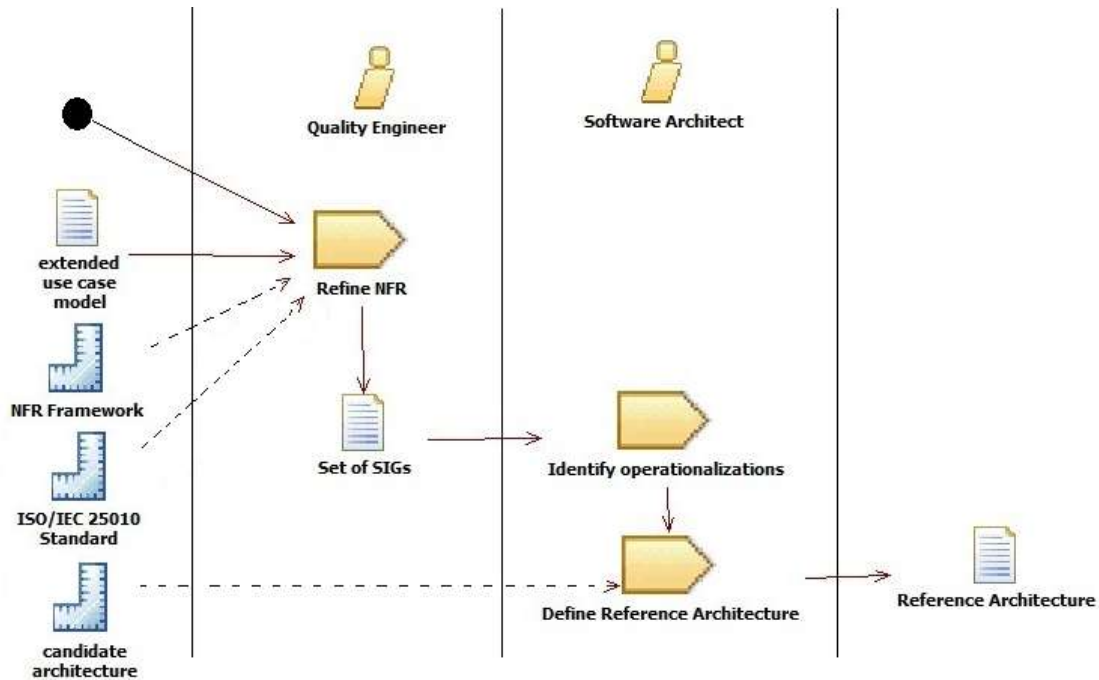 Quality Engineer
Software Architect
extended
use case
model
Refine NFR
NFR Framework
Set of SIGs
Identify operationalizations
ISO/IEC 25010
Standard
Define Reference Architecture
Reference Architecture
candidate
architecture